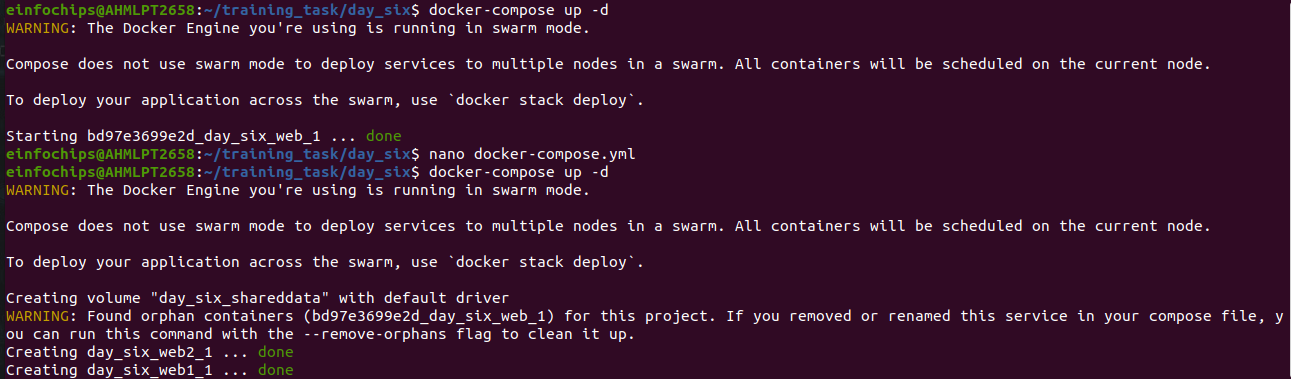 einfochips@AHMLPT2658:~/training_task/day_six$ docker-compose up -d
WARNING: The Docker Engine you're using is running in swarm mode.
Compose does not use swarm mode to deploy services to multiple nodes in a swarm. All containers will be scheduled on the current node.
To deploy your application across the swarm, use `docker stack deploy`.
Starting bd97e3699e2d_day_six_web_1 ... done
einfochips@AHMLPT2658:~/training_task/day_six$ nano docker-compose.yml
einfochips@AHMLPT2658:~/training_task/day_six$ docker-compose up -d
WARNING: The Docker Engine you're using is running in swarm mode.
Compose does not use swarm mode to deploy services to multiple nodes in a swarm. All containers will be scheduled on the current node.
To deploy your application across the swarm, use `docker stack deploy`.
Creating volume "day_six_shareddata" with default driver
WARNING: Found orphan containers (bd97e3699e2d_day_six_web_1) for this project. If you removed or renamed this service in your compose file, y
ou can run this command with the --remove-orphans flag to clean it up.
Creating day_six_web2_1 ... done
Creating day_six_web1_1 ... done